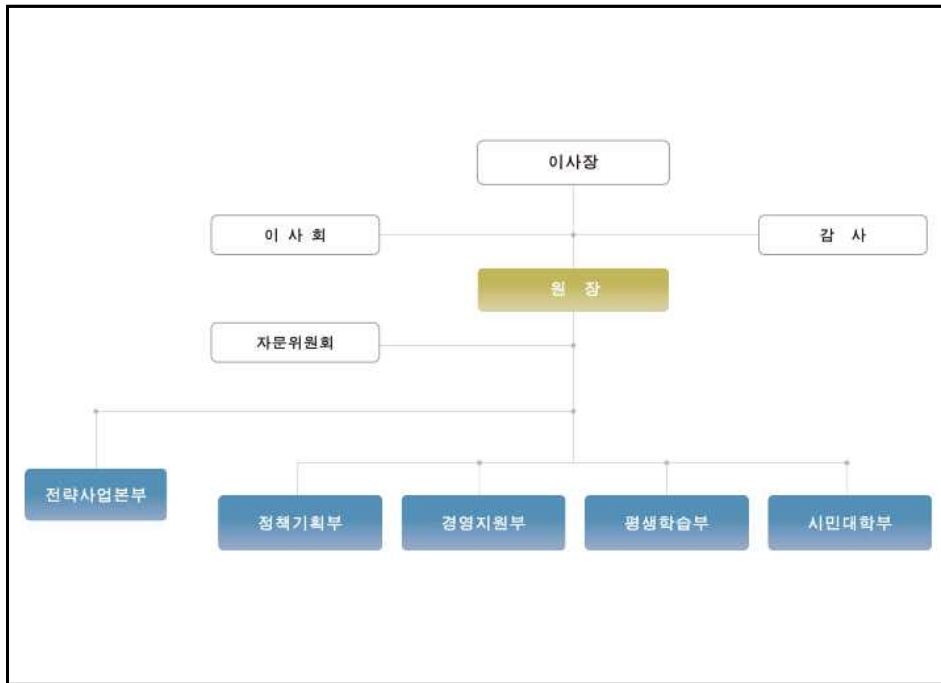 이사장
이 사 회
감 사
원 장
자문위원회
전략사업본부
정책기획부
경영지원부
평생학습부
시민대학부